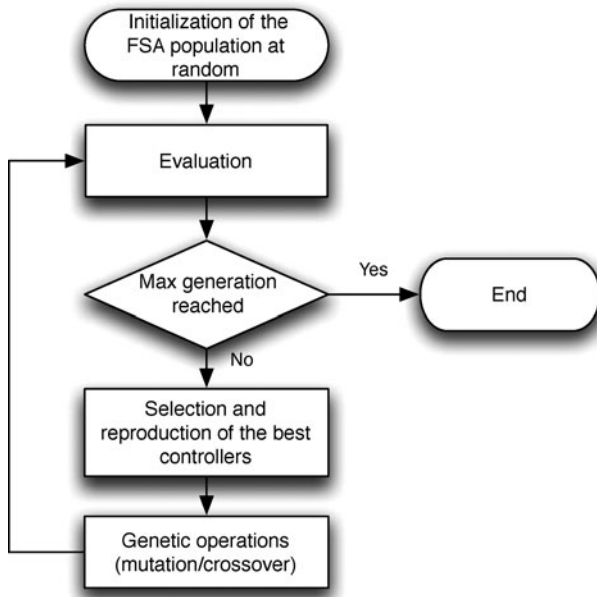 Initialization of the
FSA population at
random
Evaluation
Max generation
reached
Yes
End
No
Selection and
reproduction of the best
controllers
Genetic operations
(mutation/crossover)